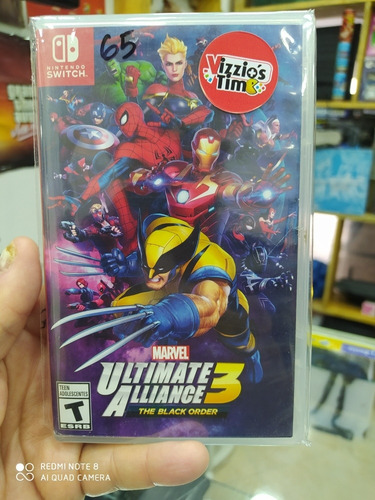 NINTENDO
SWITCH
65
Vizzio's
Time
MARVEL
ULTIMATE
ALLIANCE 3
THE BLACK ORDER
TEEN
ADOLESCENTES
T
ESRB
REDMI NOTE 8
AI QUAD CAMERA